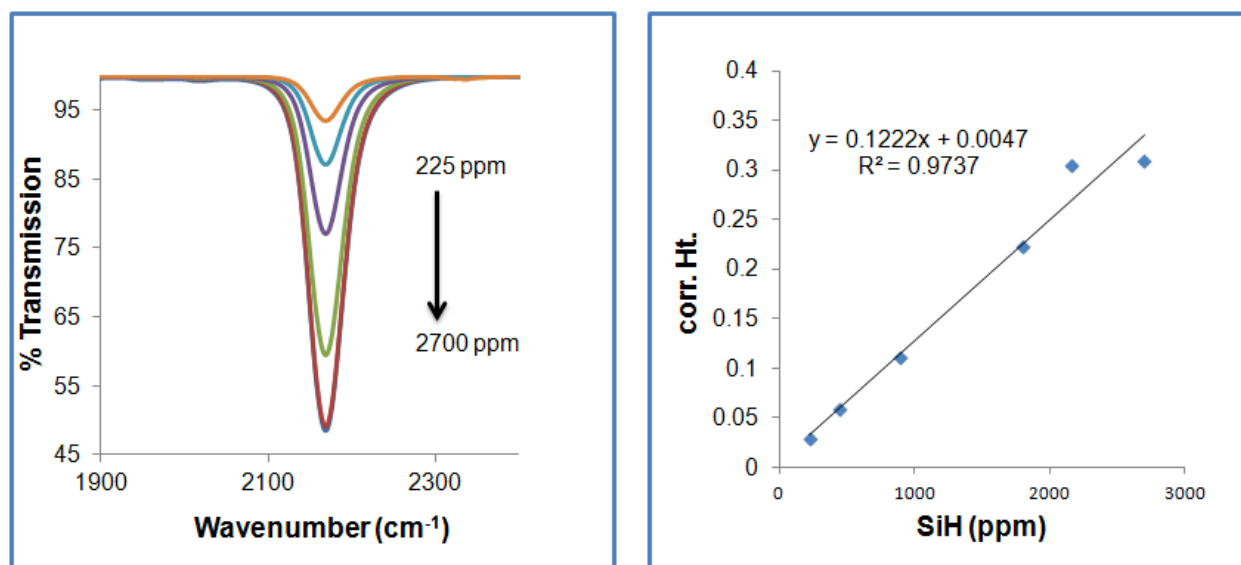 95
85
75
65
55
45
1900
2100
2300
% Transmission
Wavenumber (cm⁻¹)
225 ppm
2700 ppm
0.4
0.35
0.3
0.25
0.2
0.15
0.1
0.05
0
0
1000
2000
3000
corr. Ht.
SiH (ppm)
y = 0.1222x + 0.0047
R² = 0.9737